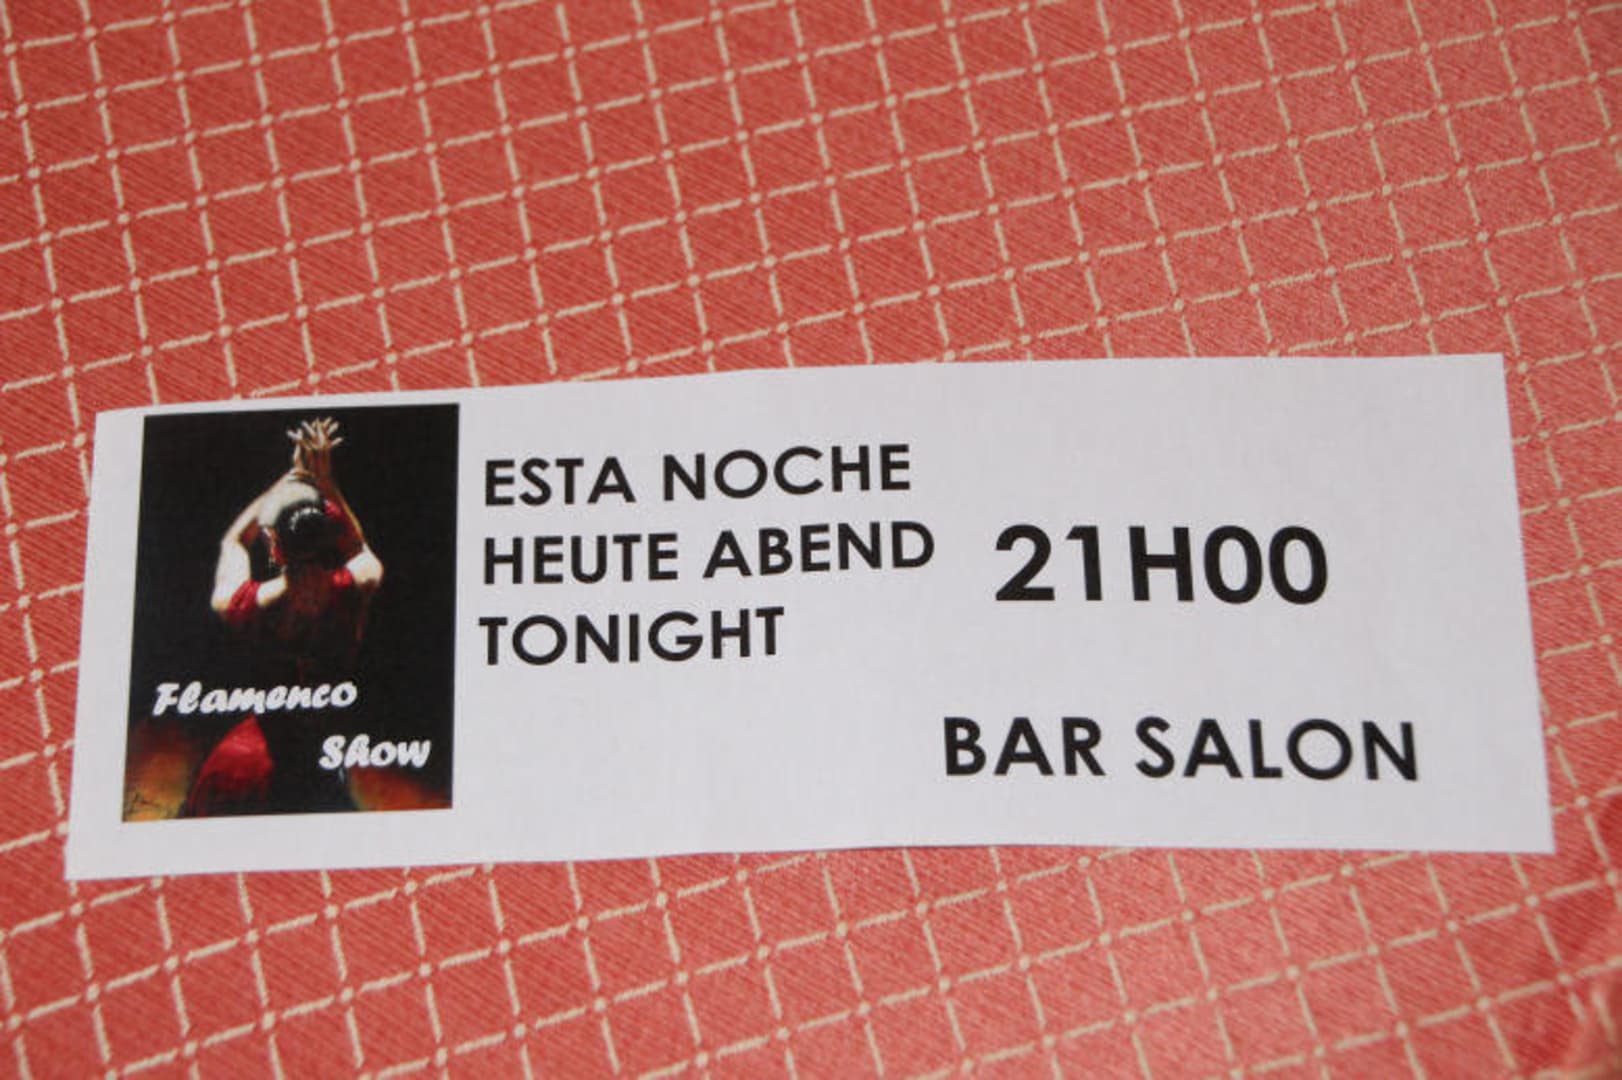 Flamenco
Show
ESTA NOCHE
HEUTE ABEND
TONIGHT
21H00
BAR SALON